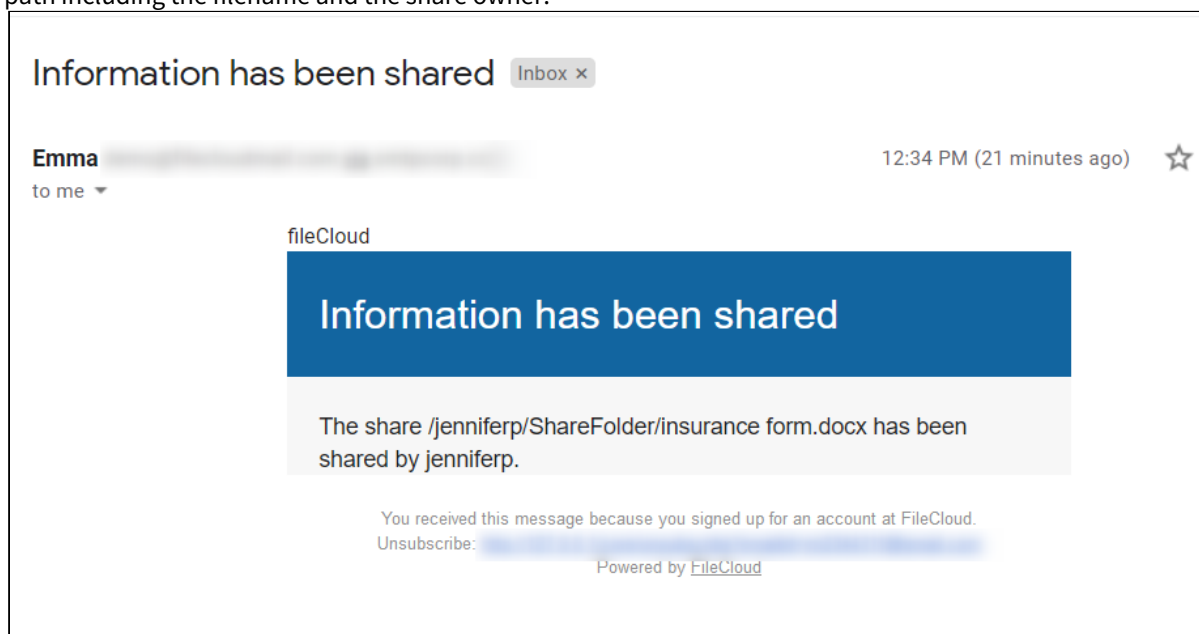 path including the filename and the share owner.
Information has been shared Inbox ×
Emma
12:34 PM (21 minutes ago)
to me
fileCloud
Information has been shared
The share /jenniferp/ShareFolder/insurance form.docx has been
shared by jenniferp.
You received this message because you signed up for an account at FileCloud.
Unsubscribe:
Powered by FileCloud